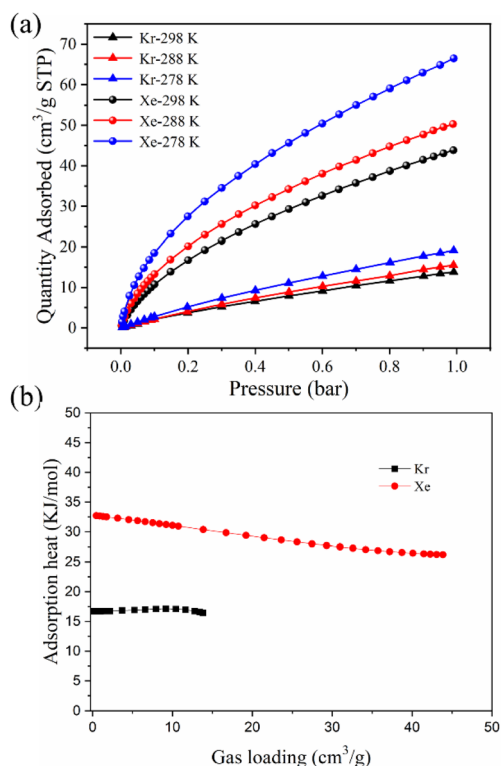 (a)
70
60
50
40
30
20
10
0
Quantity Adsorbed (cm³/g STP)
Kr-298 K
Kr-288 K
Kr-278 K
Xe-298 K
Xe-288 K
Xe-278 K
0.0 0.2 0.4 0.6 0.8 1.0
Pressure (bar)
(b)
50
45
40
35
30
25
20
15
10
5
0
Adsorption heat (KJ/mol)
Kr
Xe
0 10 20 30 40 50
Gas loading (cm³/g)